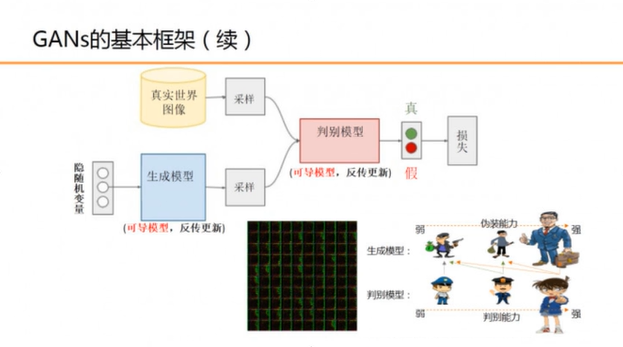 GANs的基本框架（续）
真实世界
图像
采样
判别模型
真
假
损
失
(可导模型，反传更新)
隐随机变量
生成模型
采样
(可导模型，反传更新)
弱
伪装能力
强
生成模型：
判别模型：
弱
判别能力
强